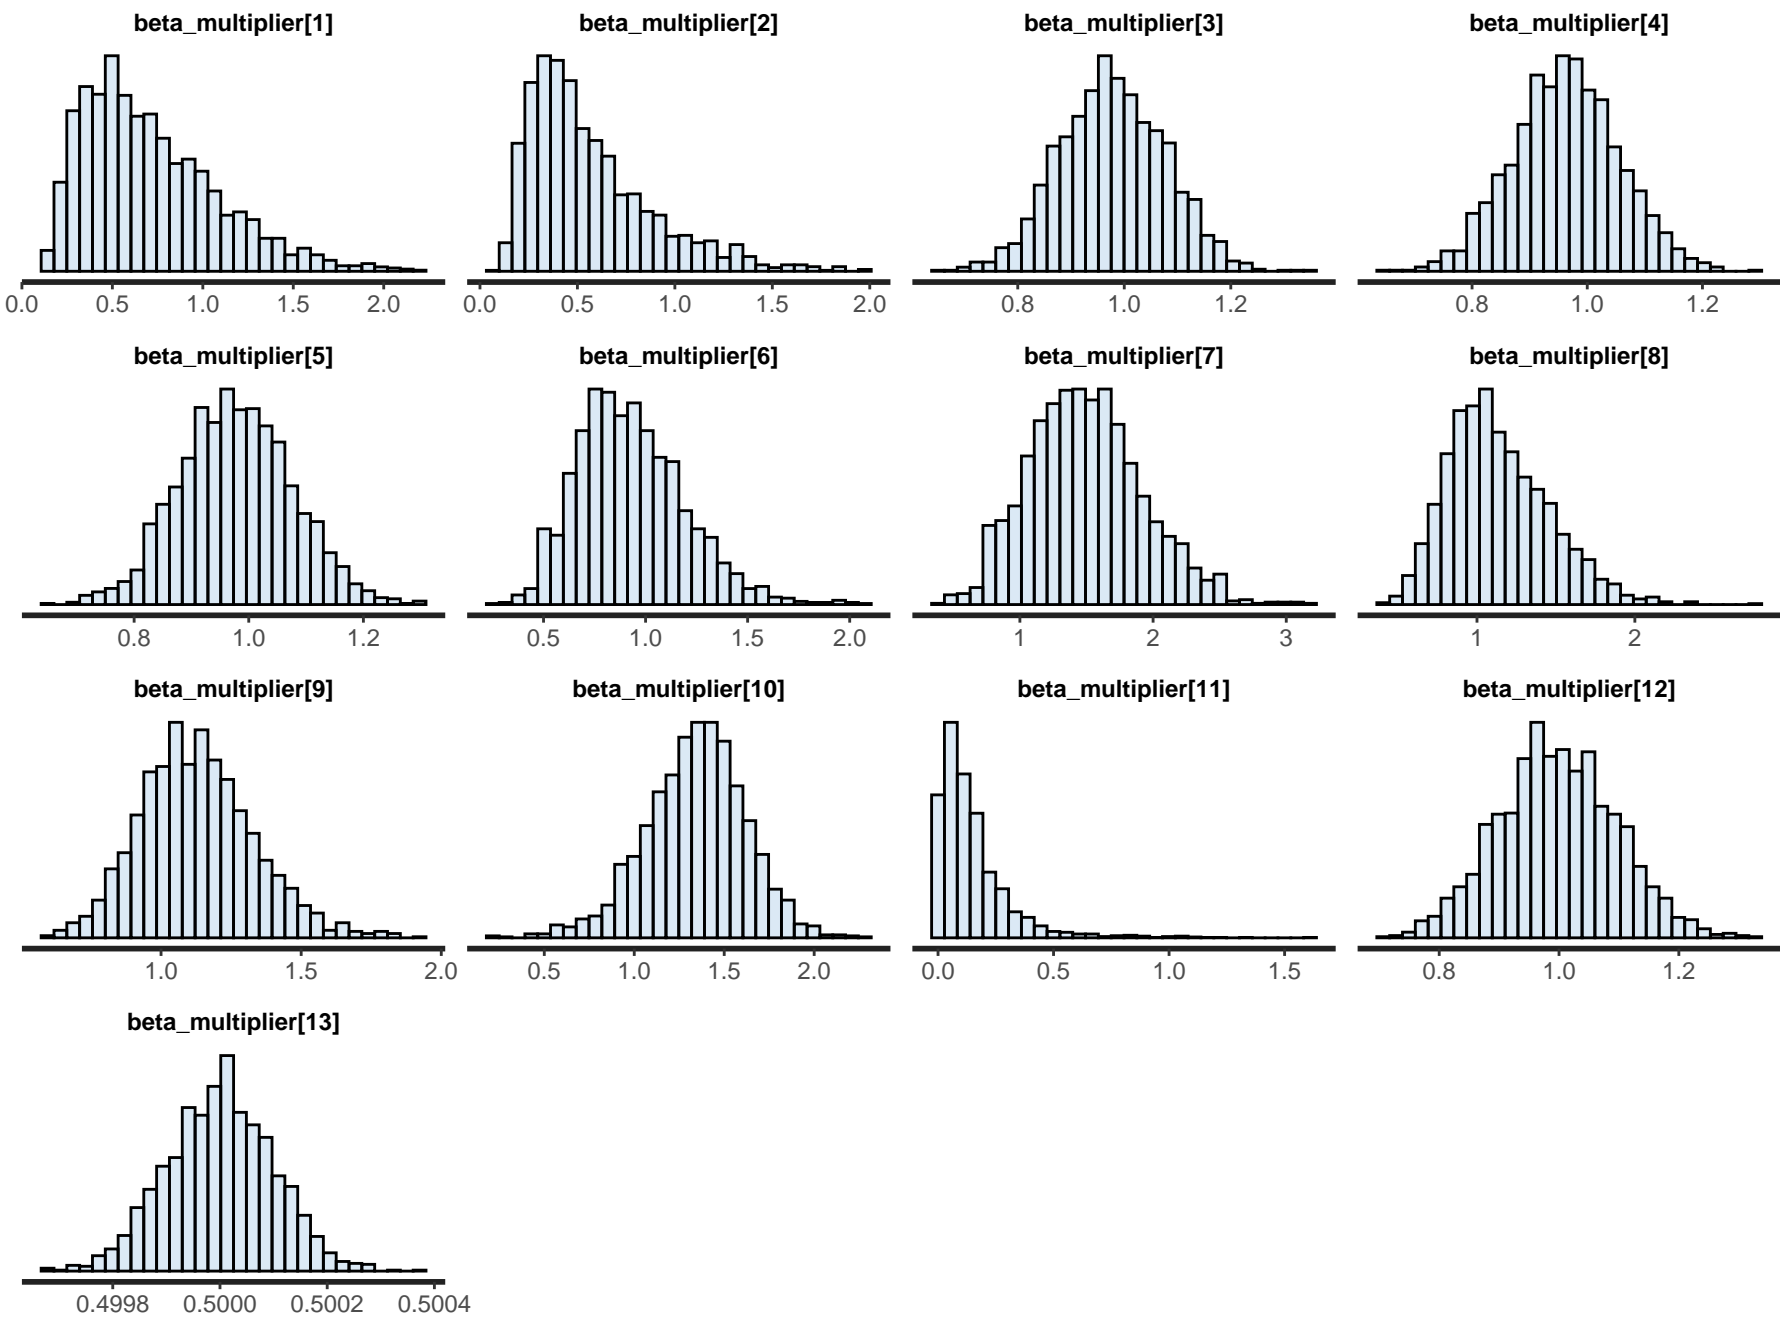 beta_multiplier[1] beta_multiplier[2] beta_multiplier[3] beta_multiplier[4]
0.0 0.5 1.0 1.5 2.0 0.0 0.5 1.0 1.5 2.0 0.8 1.0 1.2 0.8 1.0 1.2
beta_multiplier[5] beta_multiplier[6] beta_multiplier[7] beta_multiplier[8]
0.8 1.0 1.2 0.5 1.0 1.5 2.0 1 2 3 1 2
beta_multiplier[9] beta_multiplier[10] beta_multiplier[11] beta_multiplier[12]
1.0 1.5 2.0 0.5 1.0 1.5 2.0 0.0 0.5 1.0 1.5 0.8 1.0 1.2
beta_multiplier[13]
0.4998 0.5000 0.5002 0.5004